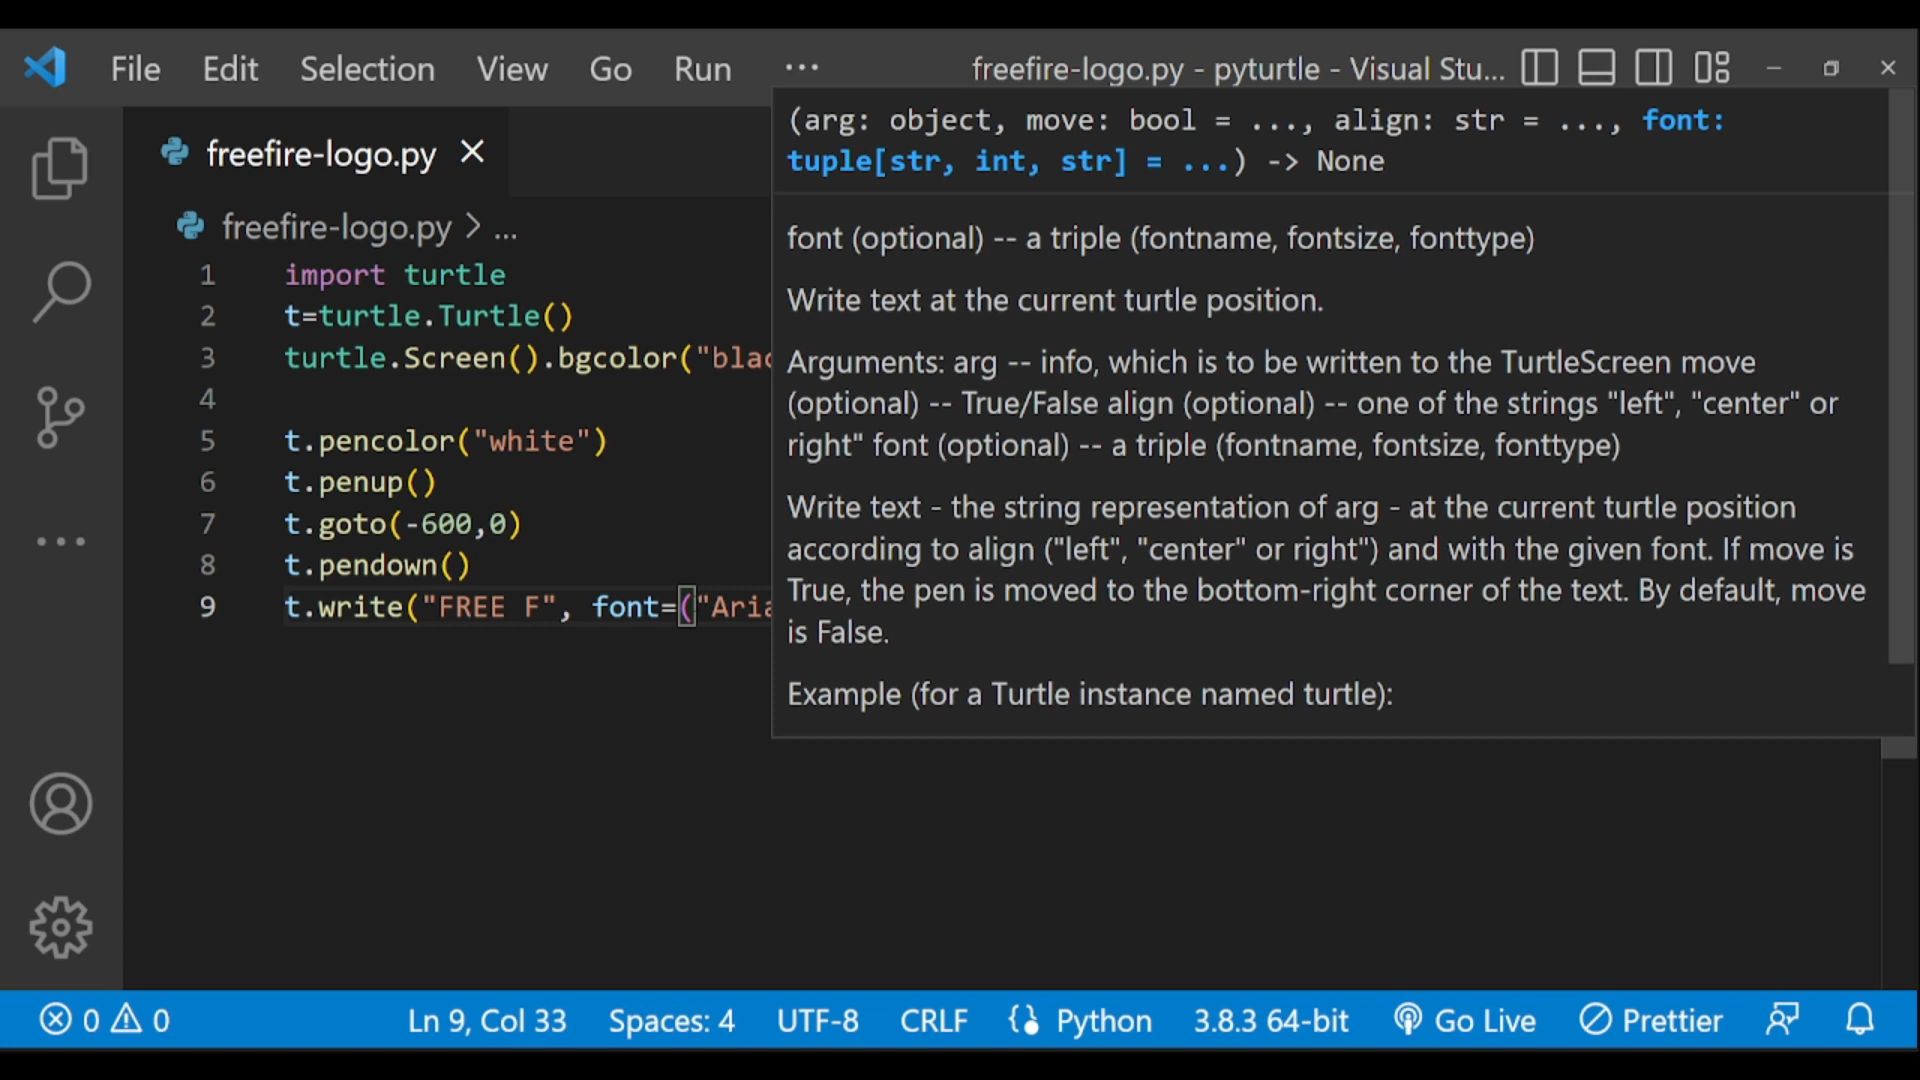 File Edit Selection View Go Run ... freefire-logo.py - pyturtle - Visual Stu...
freefire-logo.py
freefire-logo.py > ...
1 import turtle
2 t=turtle.Turtle()
3 turtle.Screen().bgcolor("blac
4
5 t.pencolor("white")
6 t.penup()
7 t.goto(-600,0)
8 t.pendown()
9 t.write("FREE F", font=("Aria
(arg: object, move: bool = ..., align: str = ..., font:
tuple[str, int, str] = ...) -> None
font (optional) -- a triple (fontname, fontsize, fonttype)
Write text at the current turtle position.
Arguments: arg -- info, which is to be written to the TurtleScreen move
(optional) -- True/False align (optional) -- one of the strings "left", "center" or
right" font (optional) -- a triple (fontname, fontsize, fonttype)
Write text - the string representation of arg - at the current turtle position
according to align ("left", "center" or right") and with the given font. If move is
True, the pen is moved to the bottom-right corner of the text. By default, move
is False.
Example (for a Turtle instance named turtle):
0 0 Ln 9, Col 33 Spaces: 4 UTF-8 CRLF Python 3.8.3 64-bit Go Live Prettier